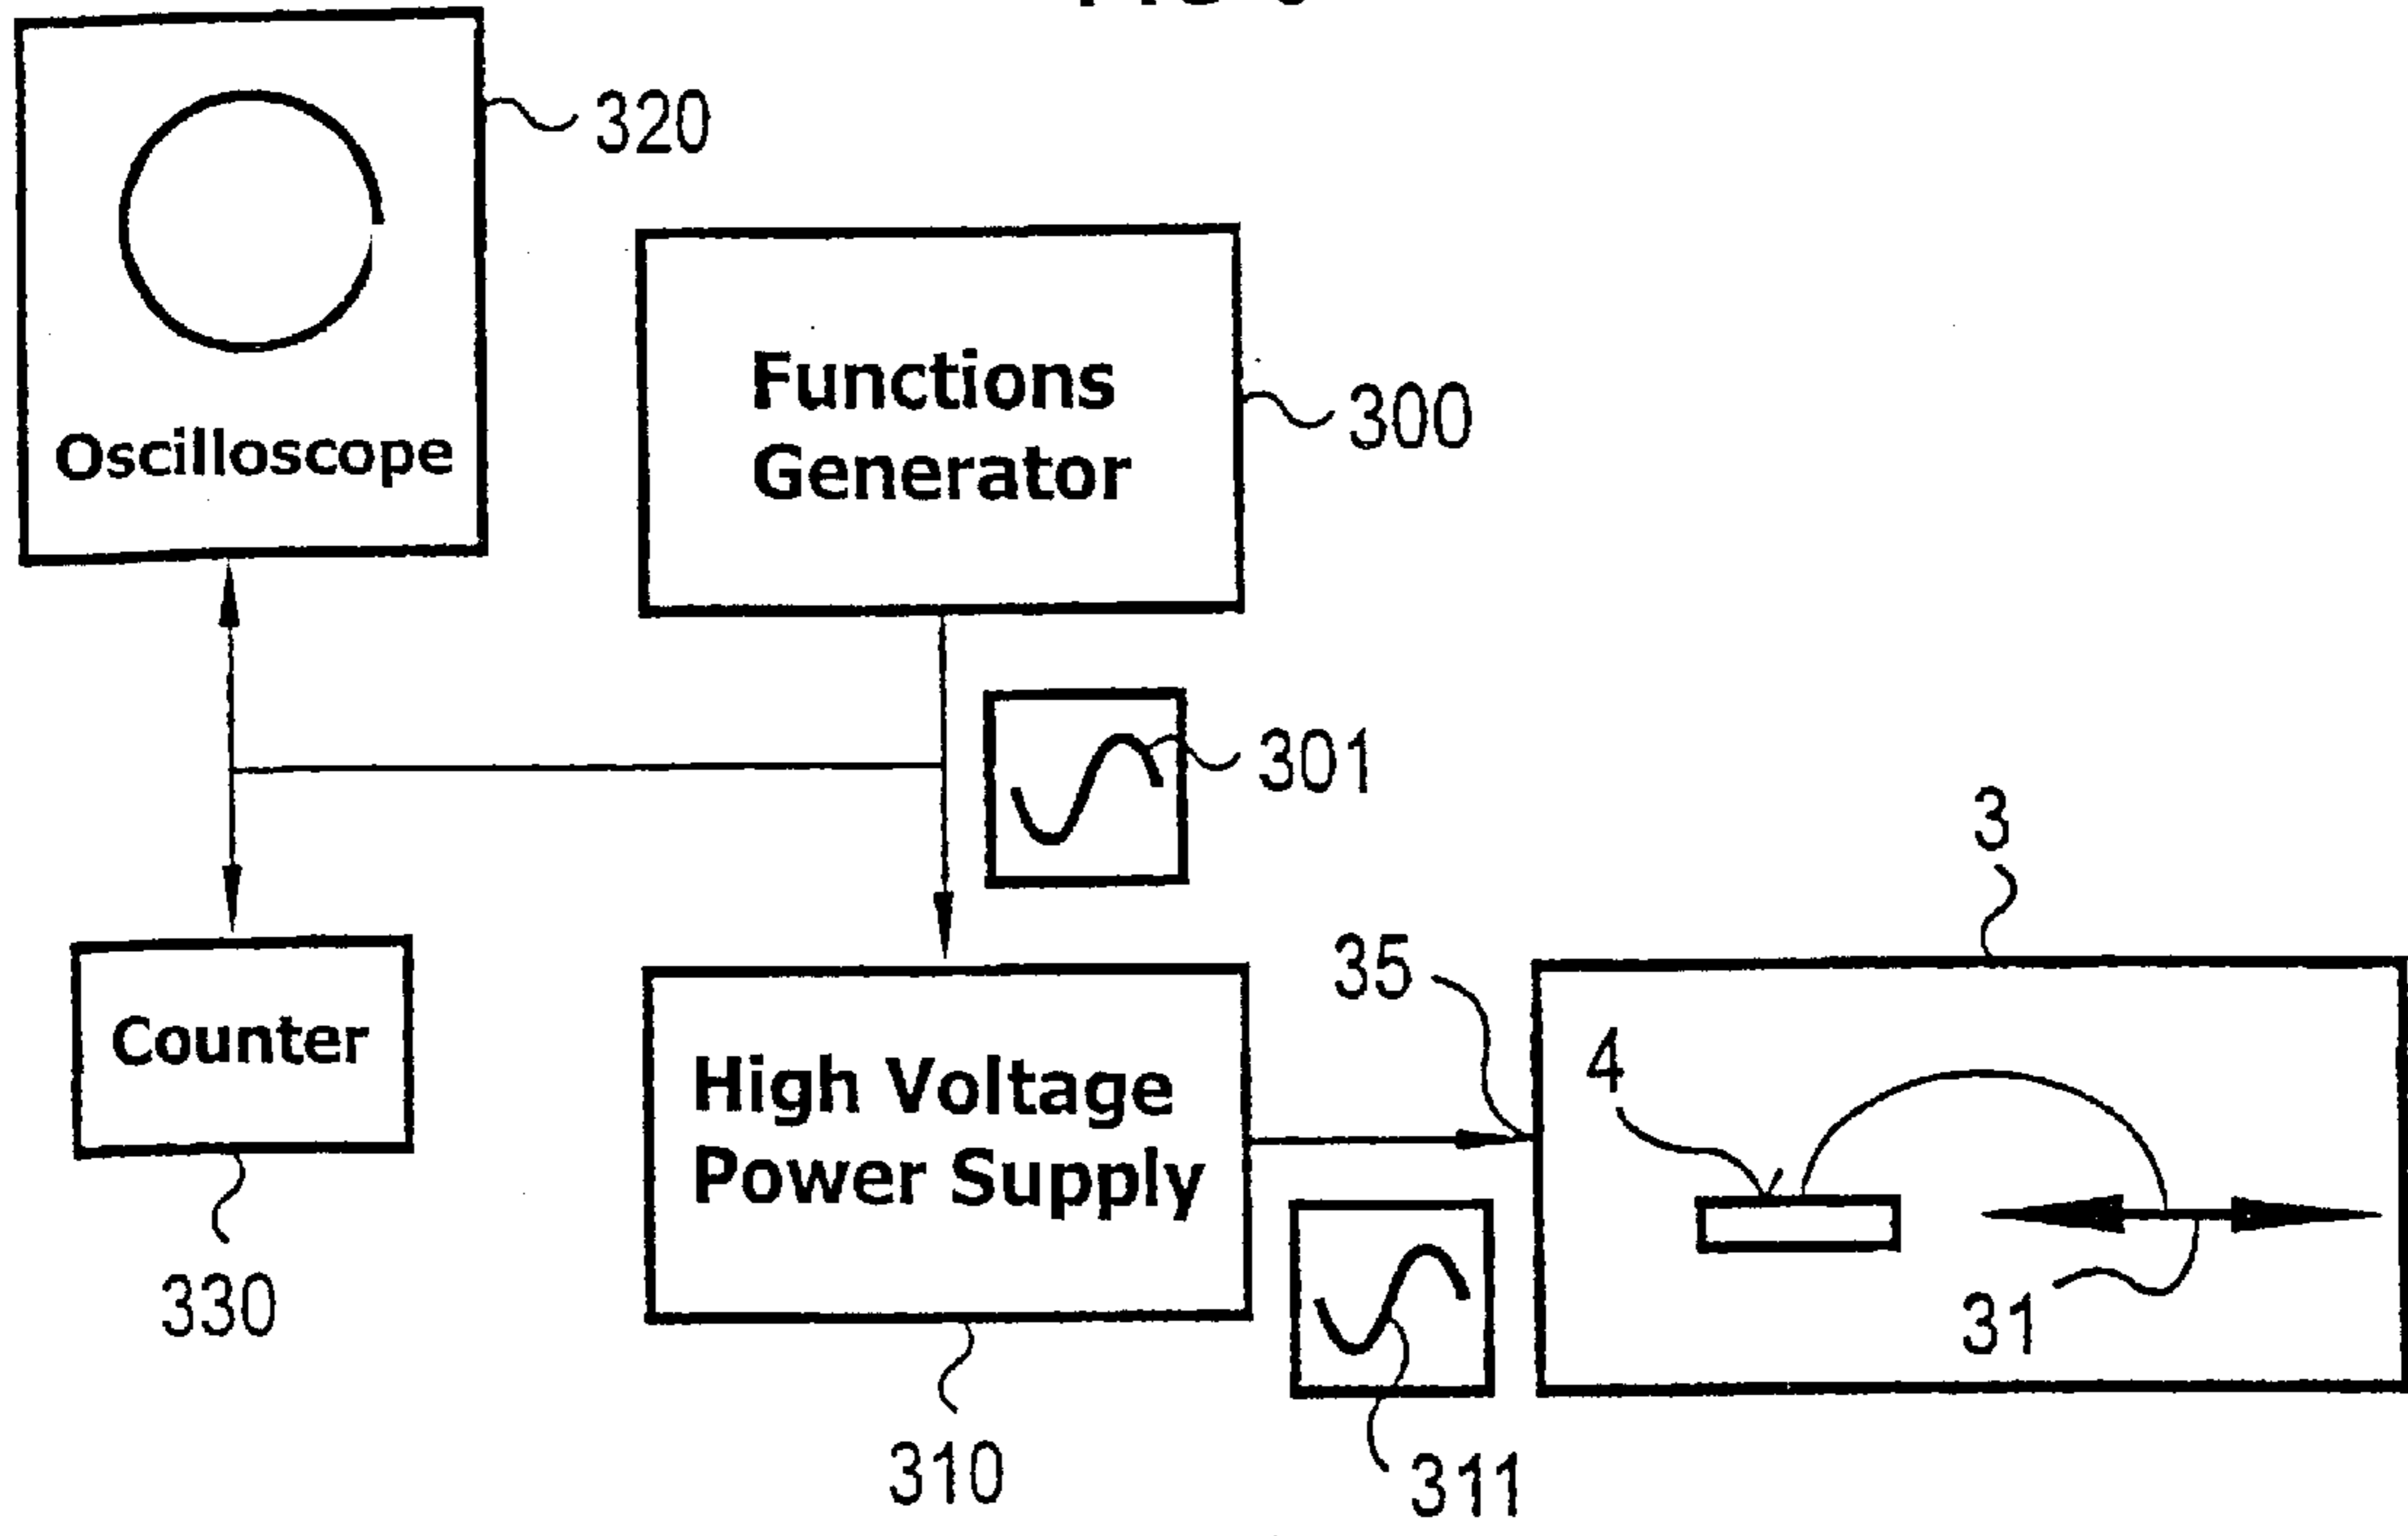 320
Oscilloscope
Functions
Generator
300
301
3
35
Counter
4
High Voltage
Power Supply
31
330
310
311